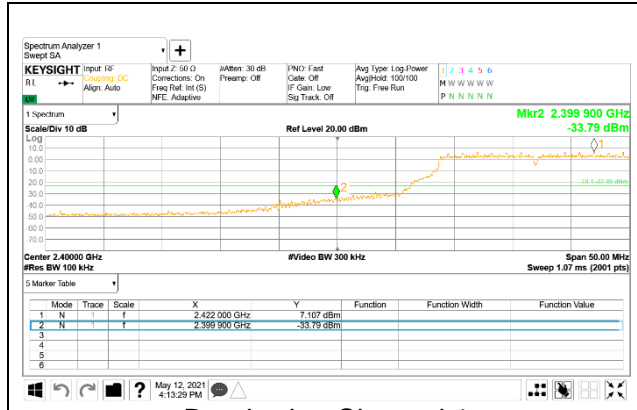 Spectrum Analyzer 1
Swept SA
+
KEYSIGHT
R L
Input: RF
Coupling: DC
Align: Auto
Input Z: 50 Ω
Corrections: On
Freq Ref: Int (S)
NFE: Adaptive
#Atten: 30 dB
Preamp: Off
PNO: Fast
Gate: Off
IF Gain: Low
Sig Track: Off
Avg Type: Log-Power
Avg|Hold: 100/100
Trig: Free Run
1 2 3 4 5 6
M W W W W W
P N N N N N
1 Spectrum
Mkr2 2.399 900 GHz
Scale/Div 10 dB
Ref Level 20.00 dBm
-33.79 dBm
Log
10.0
0.00
10.0
20.0
30.0
40.0
50.0
60.0
70.0
1
2
DL1 -22.89 dBm
Center 2.40000 GHz
#Video BW 300 kHz
Span 50.00 MHz
#Res BW 100 kHz
Sweep 1.07 ms (2001 pts)
5 Marker Table
Mode Trace Scale X Y Function Function Width Function Value
1 N 1 f 2.422 000 GHz 7.107 dBm
2 N 1 f 2.399 900 GHz -33.79 dBm
3
4
5
6
?
May 12, 2021
4:13:29 PM